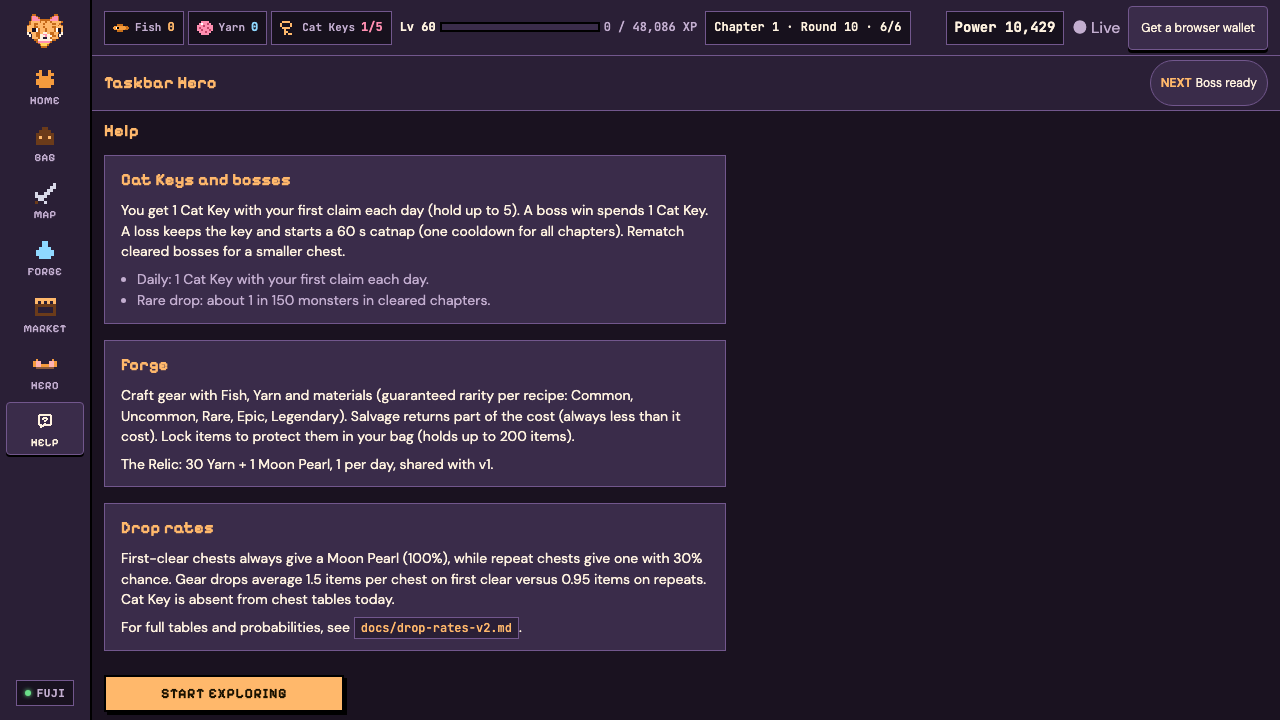 Fish 0
Yarn 0
Cat Keys 1/5
Lv 60
0 / 48,086 XP
Chapter 1 · Round 10 · 6/6
Power 10,429
Live
Get a browser wallet
HOME
BAG
MAP
FORGE
MARKET
HERO
HELP
FUJI
Taskbar Hero
NEXT Boss ready
Help
Cat Keys and bosses
You get 1 Cat Key with your first claim each day (hold up to 5). A boss win spends 1 Cat Key.
A loss keeps the key and starts a 60 s catnap (one cooldown for all chapters). Rematch
cleared bosses for a smaller chest.
• Daily: 1 Cat Key with your first claim each day.
• Rare drop: about 1 in 150 monsters in cleared chapters.
Forge
Craft gear with Fish, Yarn and materials (guaranteed rarity per recipe: Common,
Uncommon, Rare, Epic, Legendary). Salvage returns part of the cost (always less than it
cost). Lock items to protect them in your bag (holds up to 200 items).
The Relic: 30 Yarn + 1 Moon Pearl, 1 per day, shared with v1.
Drop rates
First-clear chests always give a Moon Pearl (100%), while repeat chests give one with 30%
chance. Gear drops average 1.5 items per chest on first clear versus 0.95 items on repeats.
Cat Key is absent from chest tables today.
For full tables and probabilities, see docs/drop-rates-v2.md.
START EXPLORING